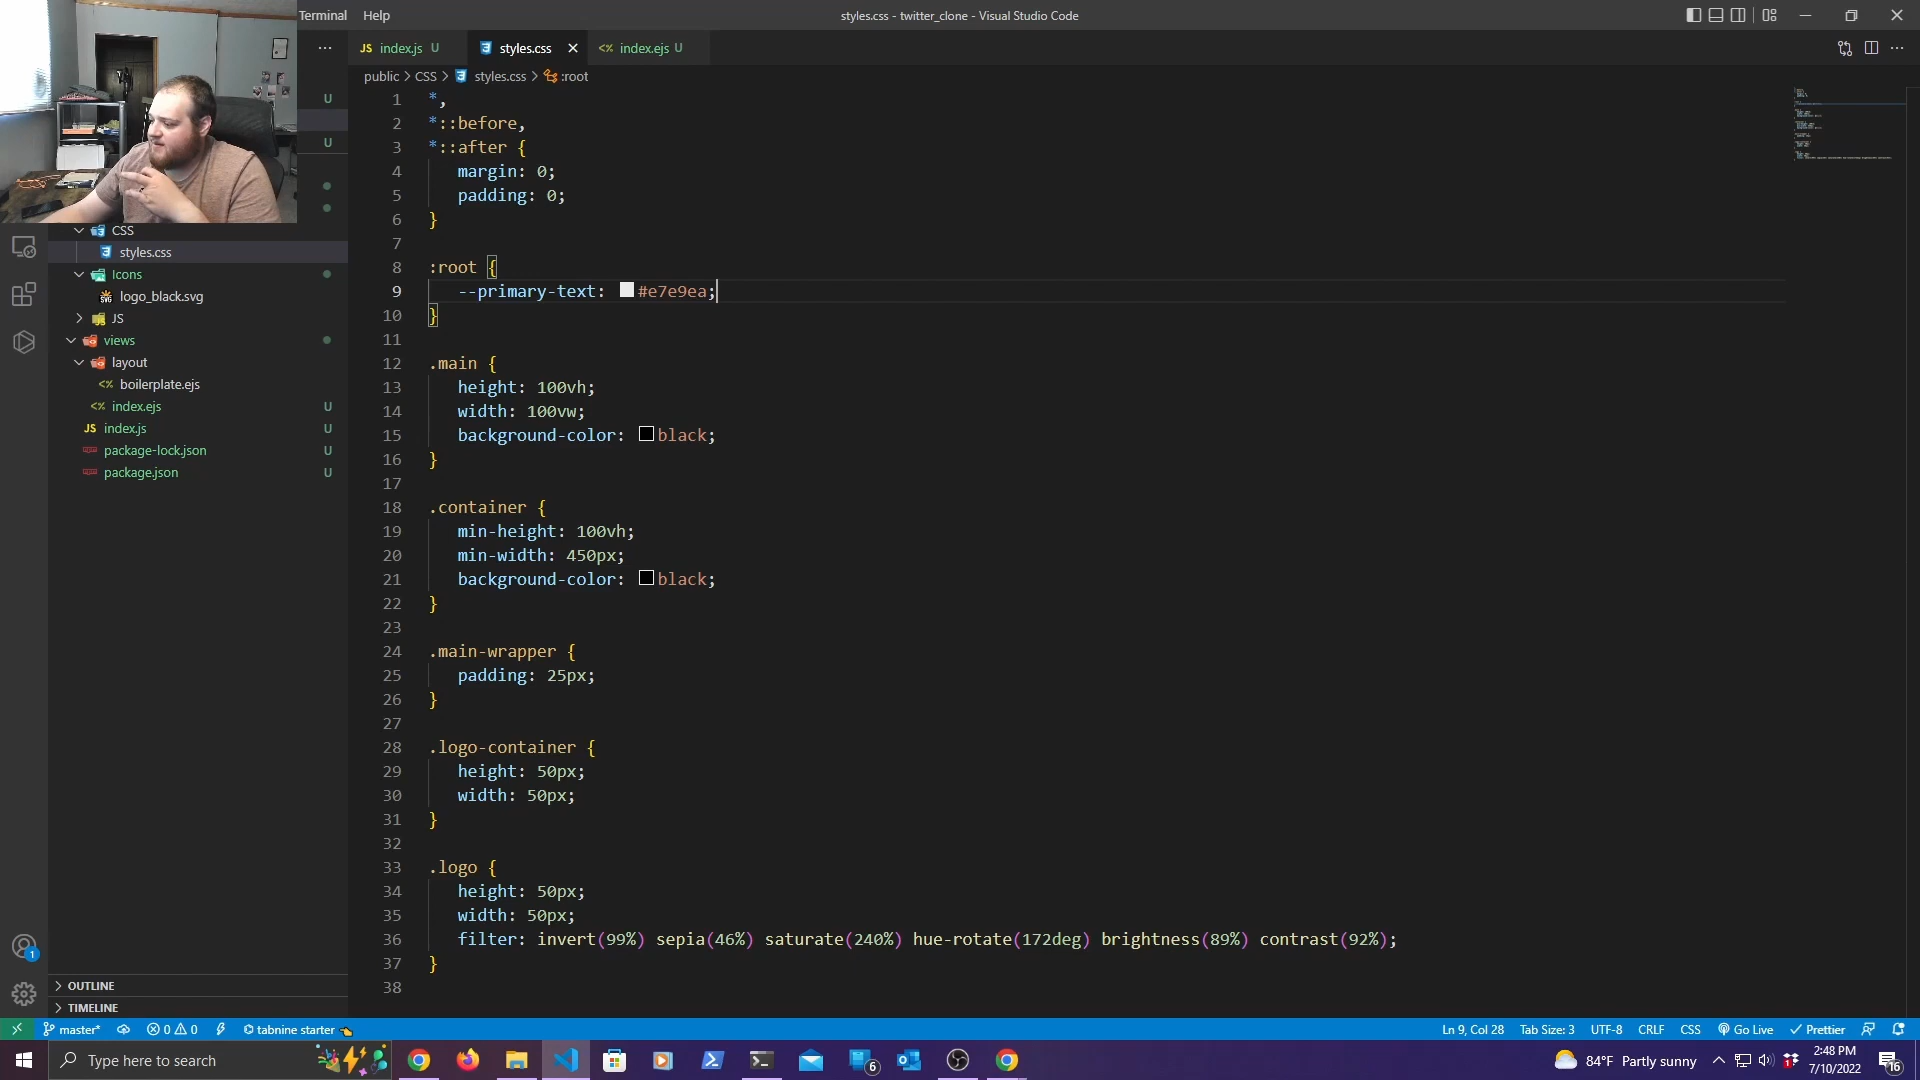 Terminal Help
styles.css - twitter_clone - Visual Studio Code
JS index.js U
styles.css
<> index.ejs U
public > CSS > styles.css > :root
U
U
CSS
styles.css
Icons
logo_black.svg
JS
views
layout
<> boilerplate.ejs
<> index.ejs U
JS index.js U
package-lock.json U
package.json U
OUTLINE
TIMELINE
1 *,
2 *::before,
3 *::after {
4 margin: 0;
5 padding: 0;
6 }
7
8 :root {
9 --primary-text: #e7e9ea;
10 }
11
12 .main {
13 height: 100vh;
14 width: 100vw;
15 background-color: black;
16 }
17
18 .container {
19 min-height: 100vh;
20 min-width: 450px;
21 background-color: black;
22 }
23
24 .main-wrapper {
25 padding: 25px;
26 }
27
28 .logo-container {
29 height: 50px;
30 width: 50px;
31 }
32
33 .logo {
34 height: 50px;
35 width: 50px;
36 filter: invert(99%) sepia(46%) saturate(240%) hue-rotate(172deg) brightness(89%) contrast(92%);
37 }
38
1
master* 0 0 tabnine starter
Ln 9, Col 28 Tab Size: 3 UTF-8 CRLF CSS Go Live Prettier
Type here to search
6
84°F Partly sunny
1
2:48 PM
7/10/2022
16